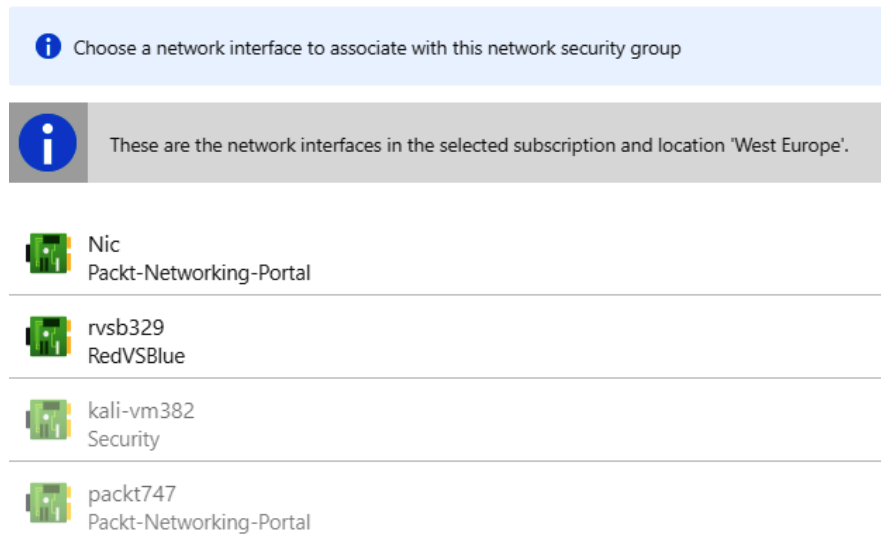 Choose a network interface to associate with this network security group
These are the network interfaces in the selected subscription and location 'West Europe'.
Nic
Packt-Networking-Portal
rvsb329
RedVSBlue
kali-vm382
Security
packt747
Packt-Networking-Portal